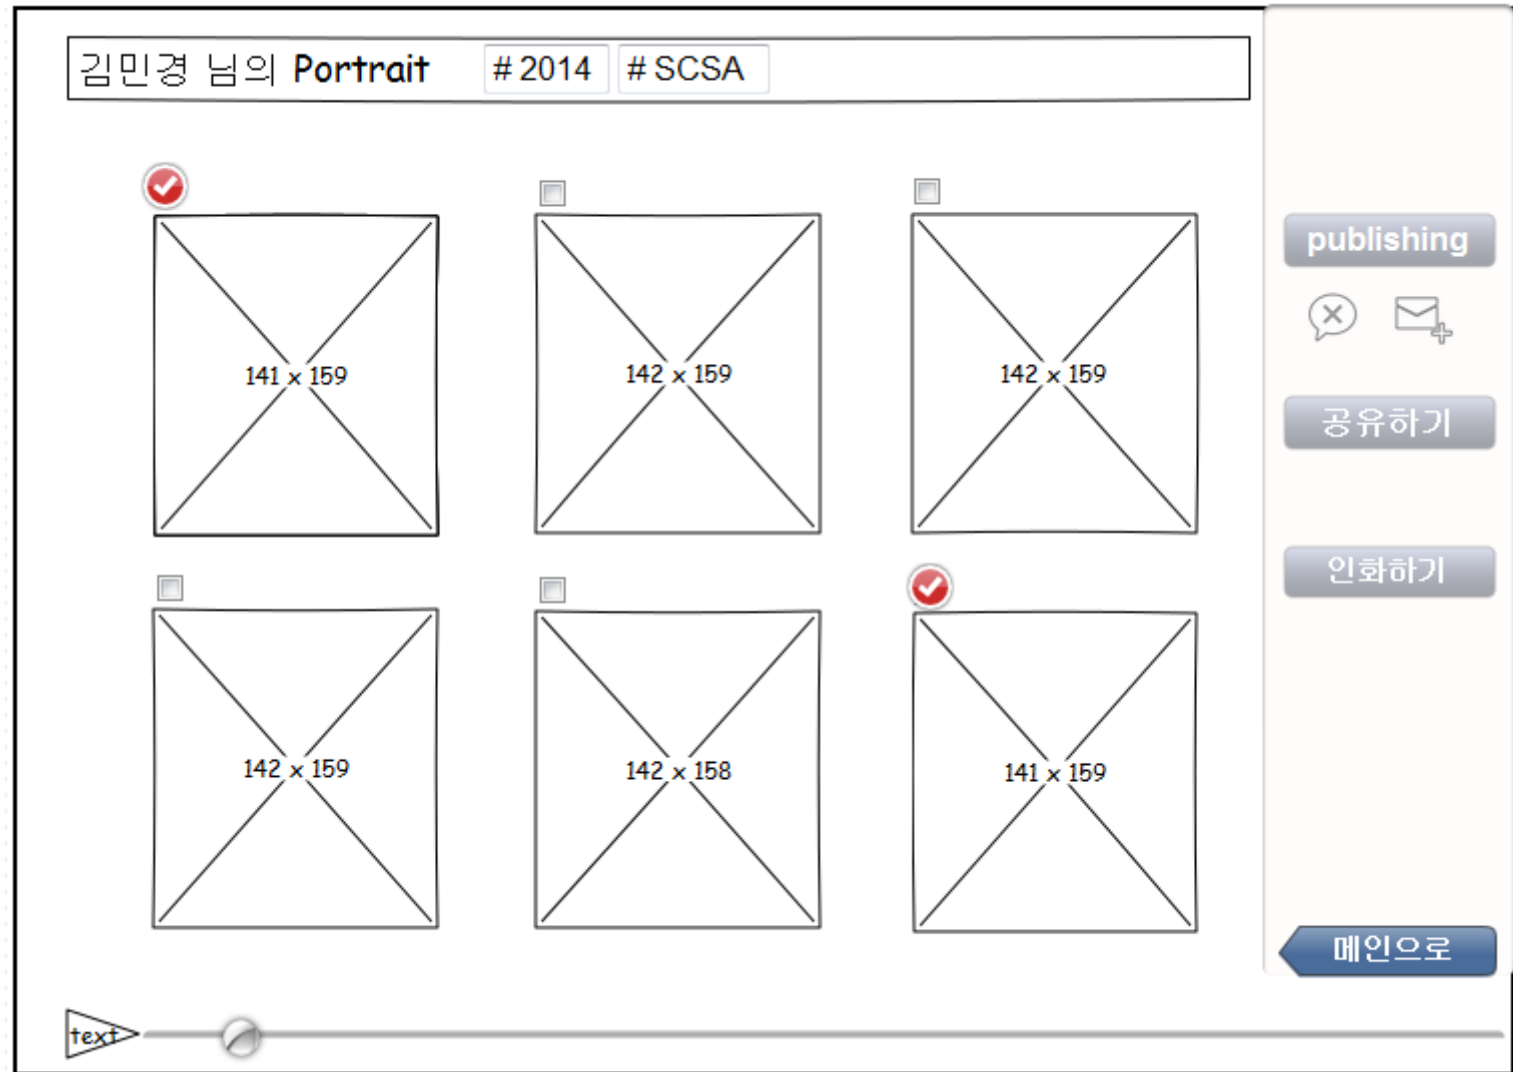 김민경 님의 Portrait # 2014 # SCSA
publishing
141 x 159 142 x 159 142 x 159
공유하기
인화하기
142 x 159 142 x 158 141 x 159
메인으로
text